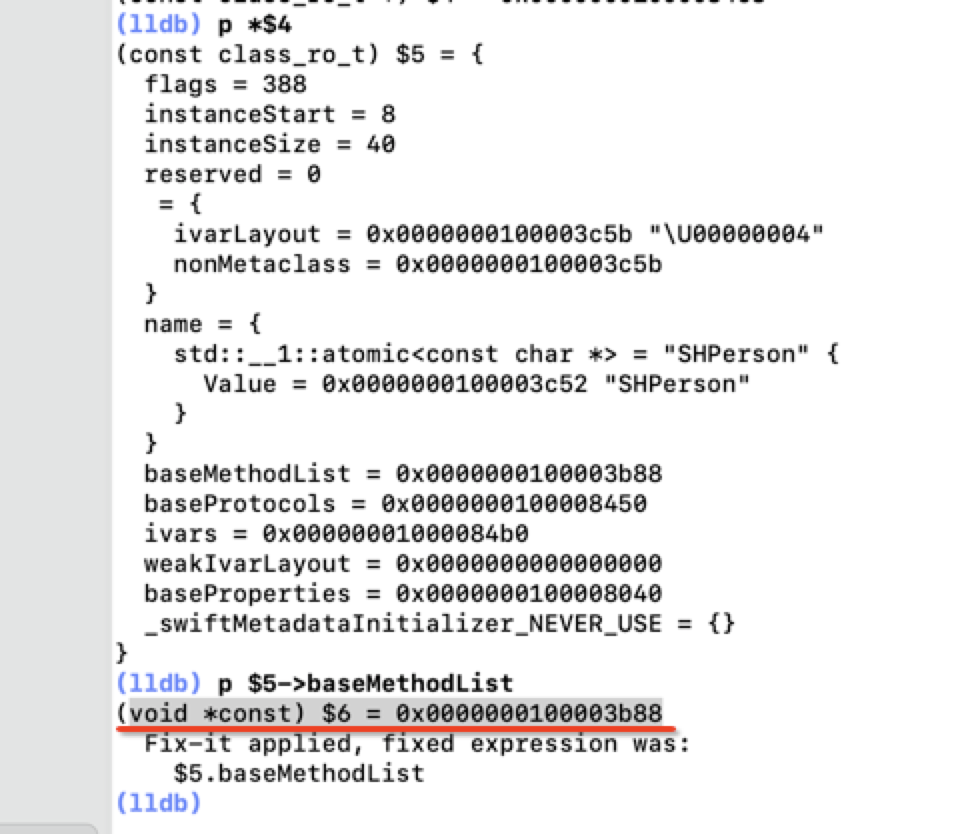 (lldb) p *$4
(const class_ro_t) $5 = {
  flags = 388
  instanceStart = 8
  instanceSize = 40
  reserved = 0
   = {
    ivarLayout = 0x0000000100003c5b "\U00000004"
    nonMetaclass = 0x0000000100003c5b
  }
  name = {
    std::__1::atomic<const char *> = "SHPerson" {
      Value = 0x0000000100003c52 "SHPerson"
    }
  }
  baseMethodList = 0x0000000100003b88
  baseProtocols = 0x0000000100008450
  ivars = 0x00000001000084b0
  weakIvarLayout = 0x0000000000000000
  baseProperties = 0x0000000100008040
  _swiftMetadataInitializer_NEVER_USE = {}
}
(lldb) p $5->baseMethodList
(void *const) $6 = 0x0000000100003b88
  Fix-it applied, fixed expression was:
    $5.baseMethodList
(lldb)